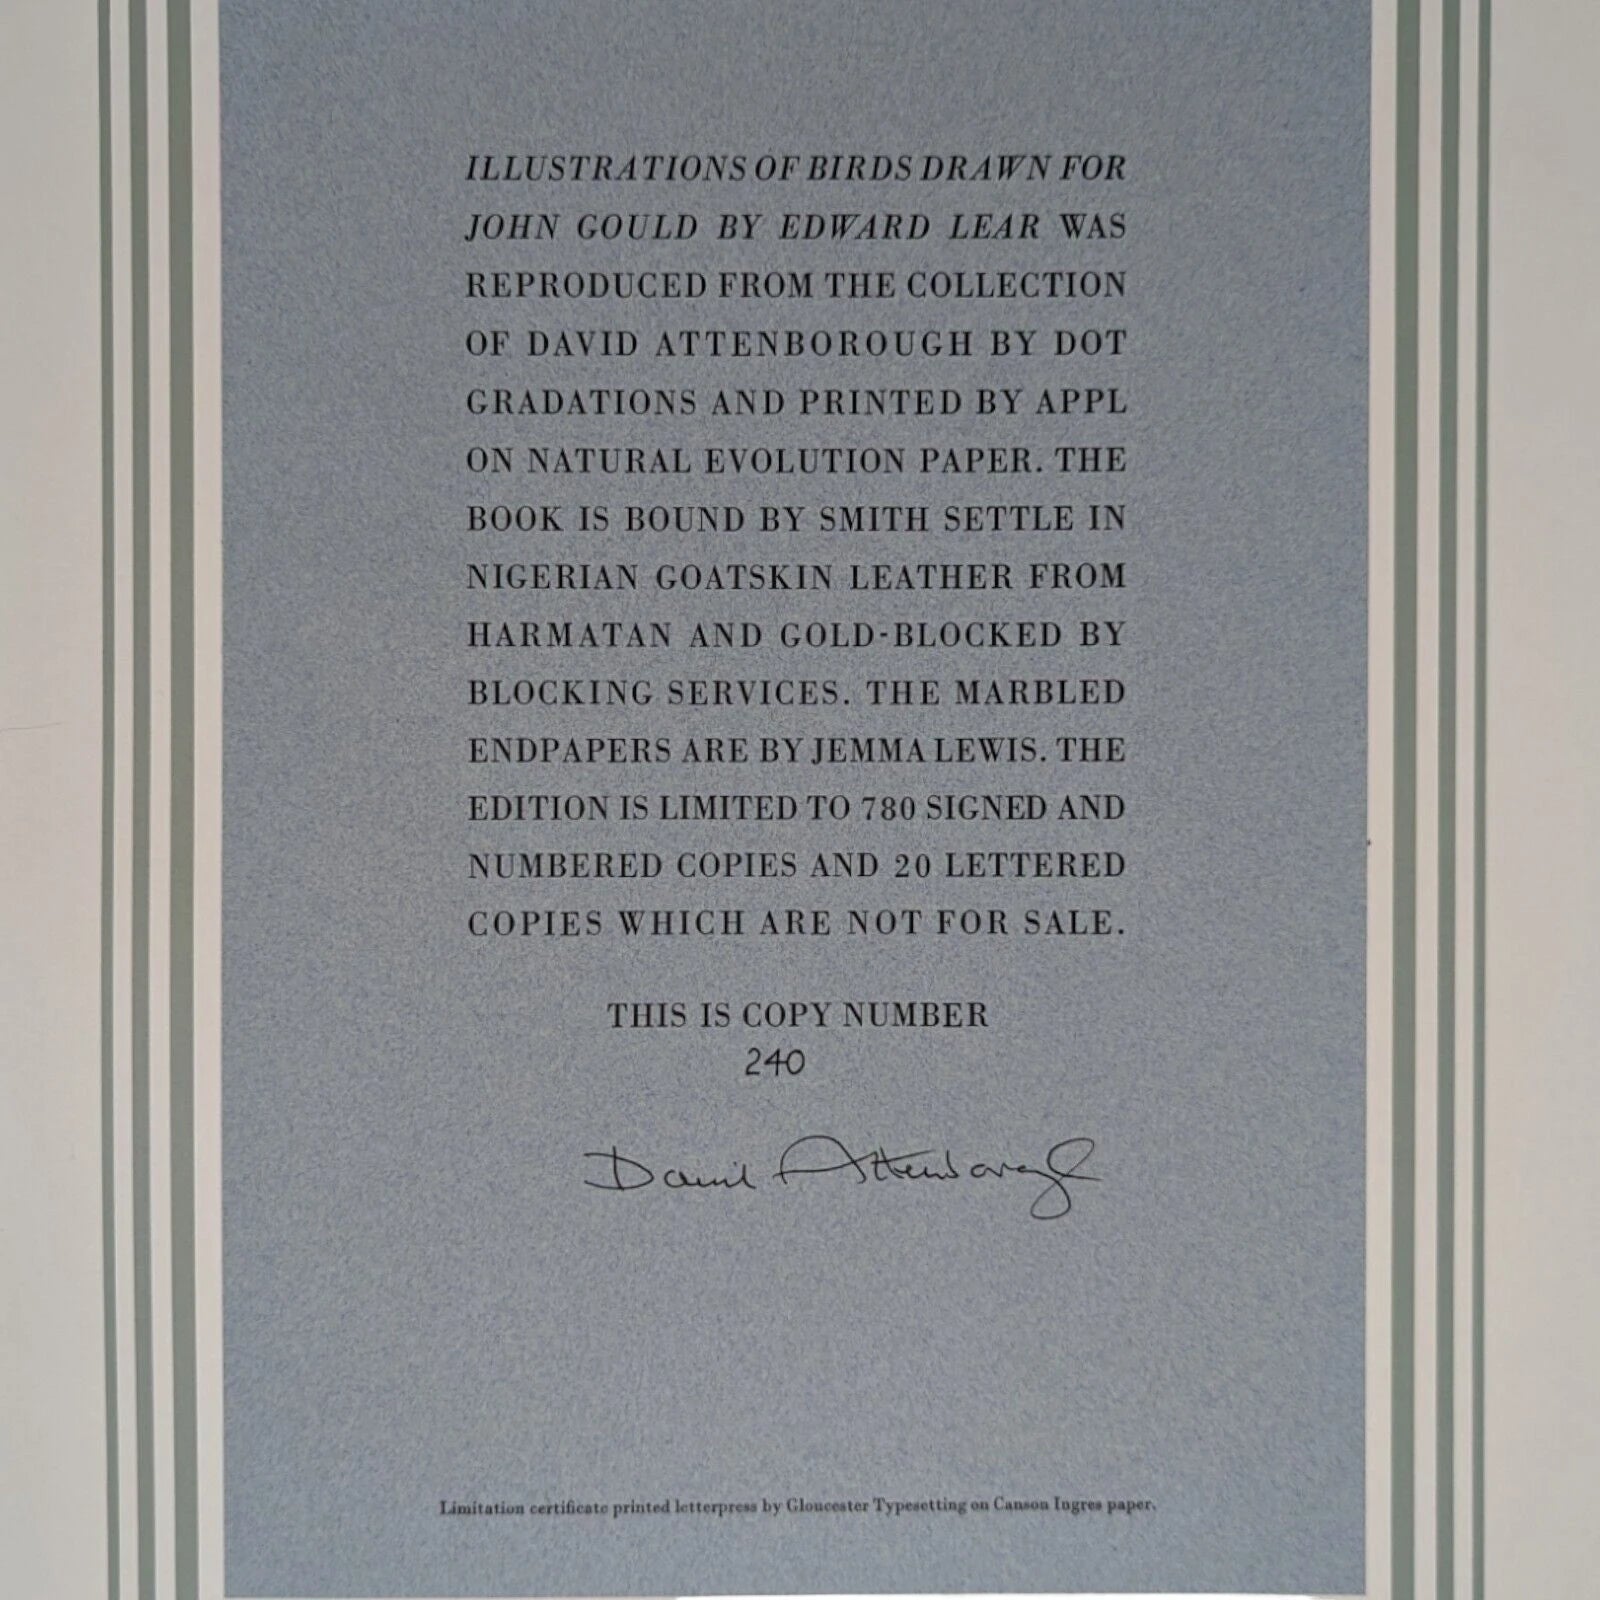 ILLUSTRATIONS OF BIRDS DRAWN FOR
JOHN GOULD BY EDWARD LEAR WAS
REPRODUCED FROM THE COLLECTION
OF DAVID ATTENBOROUGH BY DOT
GRADATIONS AND PRINTED BY APPL
ON NATURAL EVOLUTION PAPER. THE
BOOK IS BOUND BY SMITH SETTLE IN
NIGERIAN GOATSKIN LEATHER FROM
HARMATAN AND GOLD-BLOCKED BY
BLOCKING SERVICES. THE MARBLED
ENDPAPERS ARE BY JEMMA LEWIS. THE
EDITION IS LIMITED TO 780 SIGNED AND
NUMBERED COPIES AND 20 LETTERED
COPIES WHICH ARE NOT FOR SALE.
THIS IS COPY NUMBER
240
David Attenborough
Limitation certificate printed letterpress by Gloucester Typesetting on Canson Ingres paper.